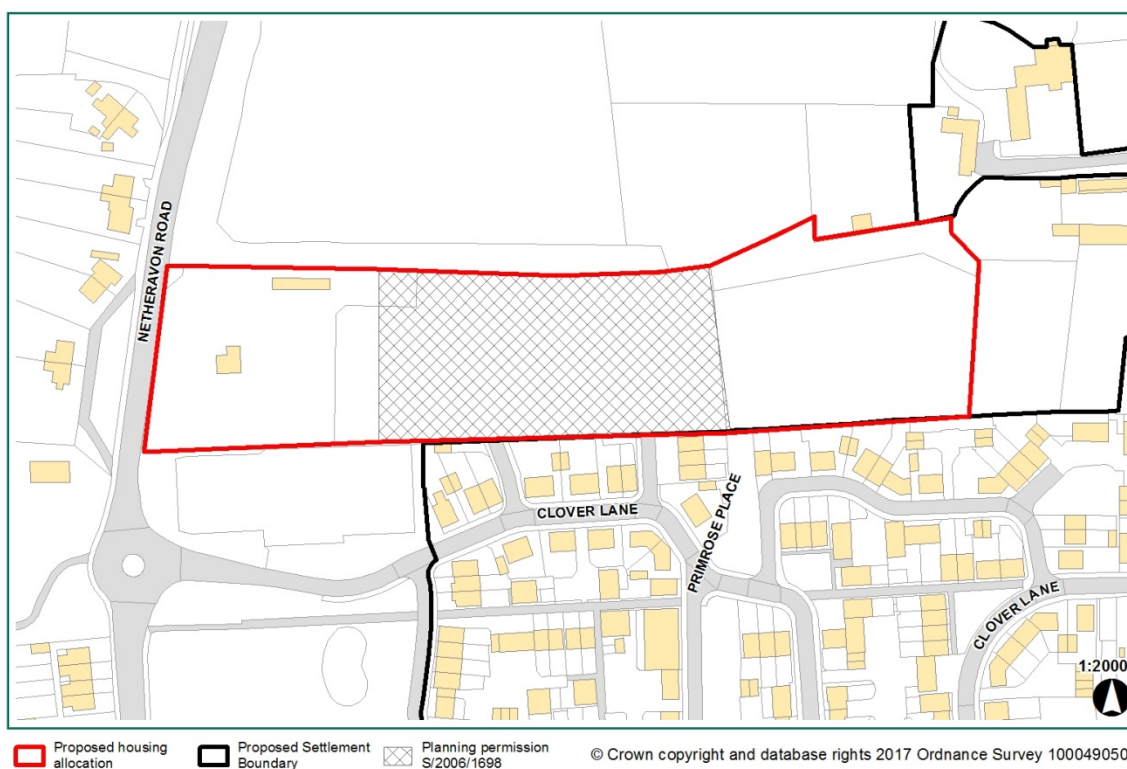 NETHERAVON ROAD
CLOVER LANE
PRIMROSE PLACE
CLOVER LANE
1:2000
Proposed housing
allocation
Proposed Settlement
Boundary
Planning permission
S/2006/1698
© Crown copyright and database rights 2017 Ordnance Survey 100049050